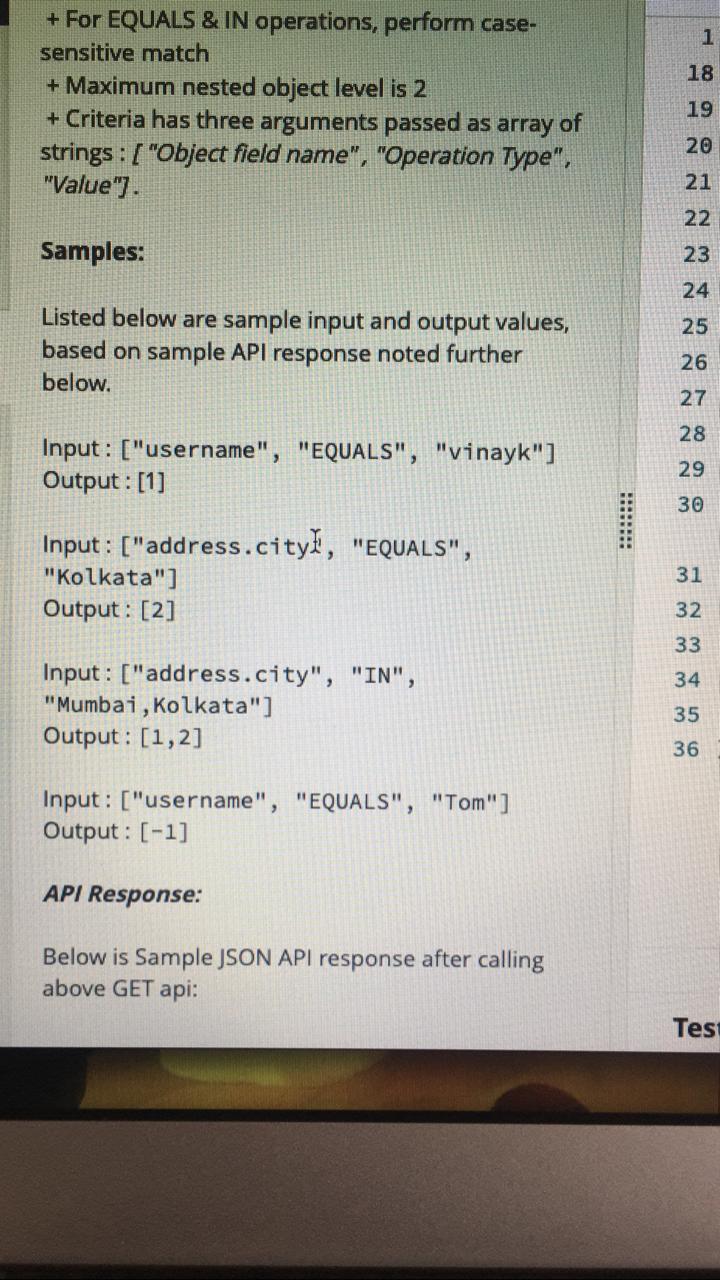 + For EQUALS & IN operations, perform case-
sensitive match
+ Maximum nested object level is 2
+ Criteria has three arguments passed as array of
strings : [ "Object field name", "Operation Type",
"Value"] .
Samples:
Listed below are sample input and output values,
based on sample API response noted further
below.
Input : ["username", "EQUALS", "vinayk"]
Output : [1]
Input : ["address.city", "EQUALS",
"Kolkata"]
Output : [2]
Input : ["address.city", "IN",
"Mumbai,Kolkata"]
Output : [1,2]
Input : ["username", "EQUALS", "Tom"]
Output : [-1]
API Response:
Below is Sample JSON API response after calling
above GET api:
1
18
19
20
21
22
23
24
25
26
27
28
29
30
31
32
33
34
35
36
Test